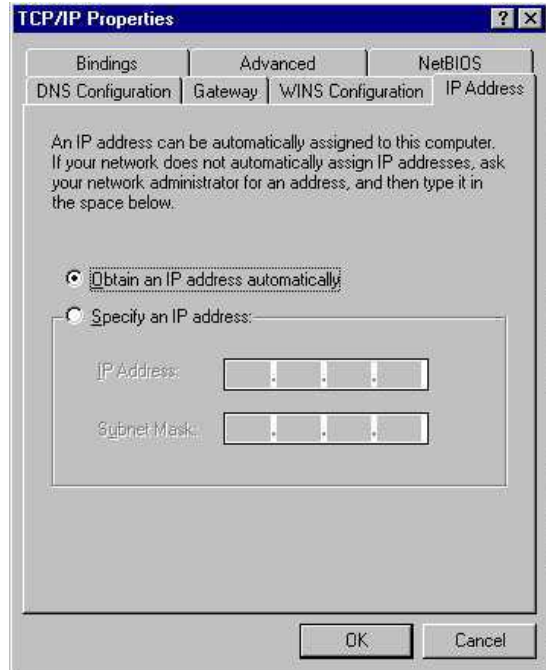 TCP/IP Properties
Bindings Advanced NetBIOS
DNS Configuration Gateway WINS Configuration IP Address
An IP address can be automatically assigned to this computer.
If your network does not automatically assign IP addresses, ask
your network administrator for an address, and then type it in
the space below.
Obtain an IP address automatically
Specify an IP address:
IP Address:
Subnet Mask:
OK Cancel